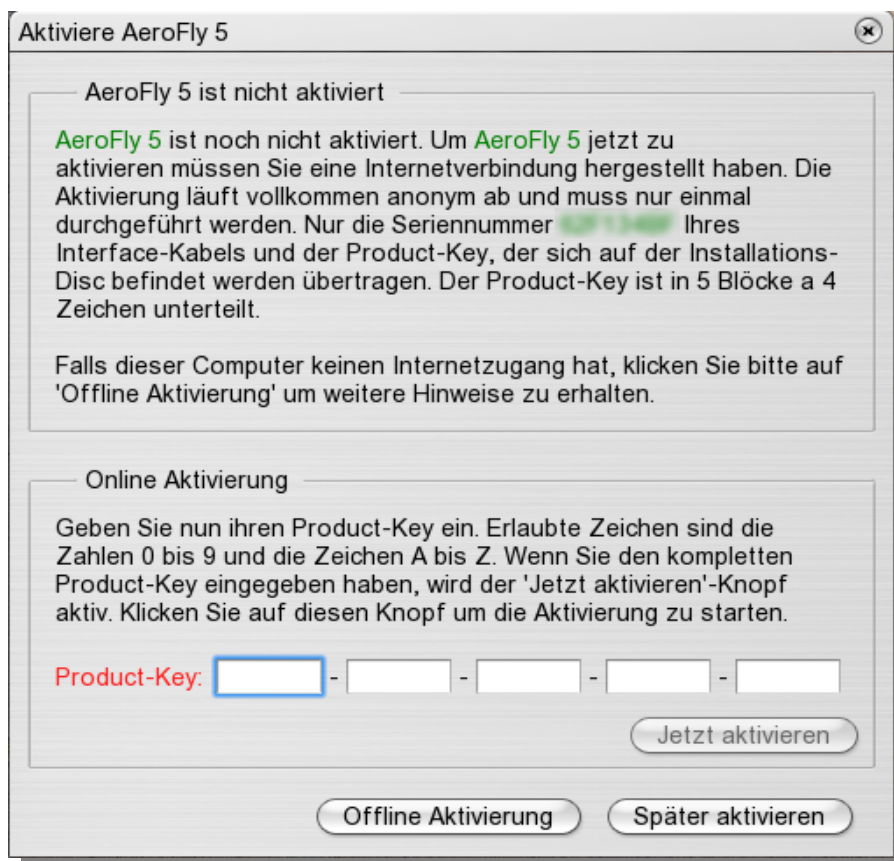 Aktiviere AeroFly 5
AeroFly 5 ist nicht aktiviert
AeroFly 5 ist noch nicht aktiviert. Um AeroFly 5 jetzt zu
aktivieren müssen Sie eine Internetverbindung hergestellt haben. Die
Aktivierung läuft vollkommen anonym ab und muss nur einmal
durchgeführt werden. Nur die Seriennummer Ihres
Interface-Kabels und der Product-Key, der sich auf der Installations-
Disc befindet werden übertragen. Der Product-Key ist in 5 Blöcke a 4
Zeichen unterteilt.
Falls dieser Computer keinen Internetzugang hat, klicken Sie bitte auf
'Offline Aktivierung' um weitere Hinweise zu erhalten.
Online Aktivierung
Geben Sie nun ihren Product-Key ein. Erlaubte Zeichen sind die
Zahlen 0 bis 9 und die Zeichen A bis Z. Wenn Sie den kompletten
Product-Key eingegeben haben, wird der 'Jetzt aktivieren'-Knopf
aktiv. Klicken Sie auf diesen Knopf um die Aktivierung zu starten.
Product-Key: - - - -
Jetzt aktivieren
Offline Aktivierung Später aktivieren